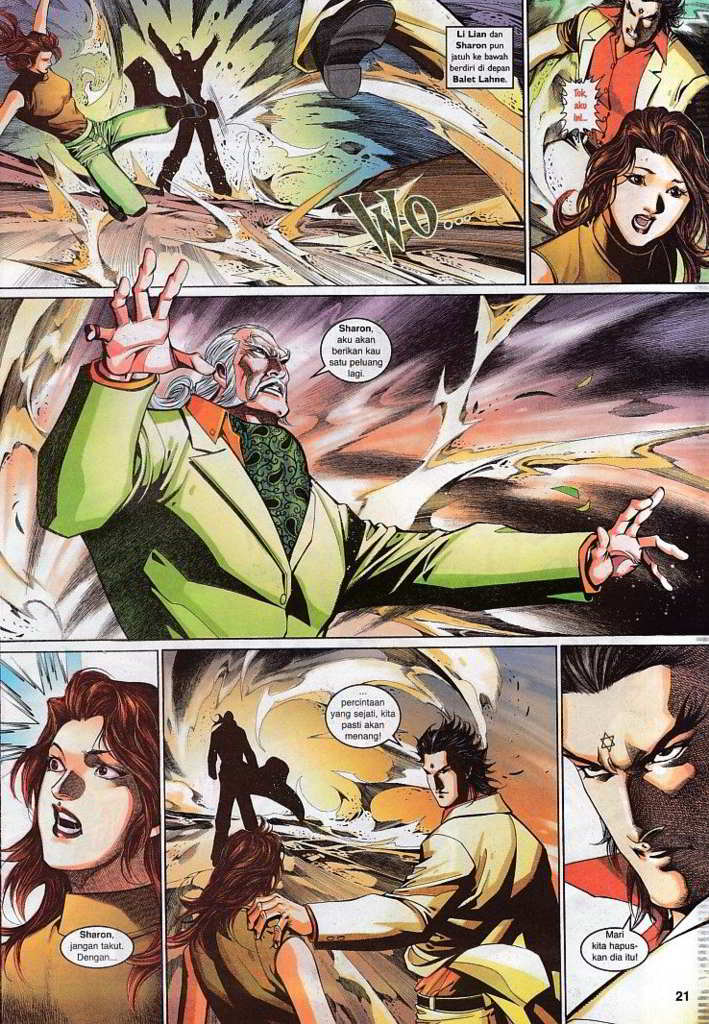 Li Lian dan
Sharon pun
jatuh ke bawah
berdiri di depan
Balet Lahne.
WO...
Tok,
aku
ini...
Sharon,
aku akan
berikan kau
satu peluang
lagi.
Sharon,
jangan takut.
Dengan...
...
percintaan
yang sejati, kita
pasti akan
menang!
Mari
kita hapus-
kan dia itu!
21